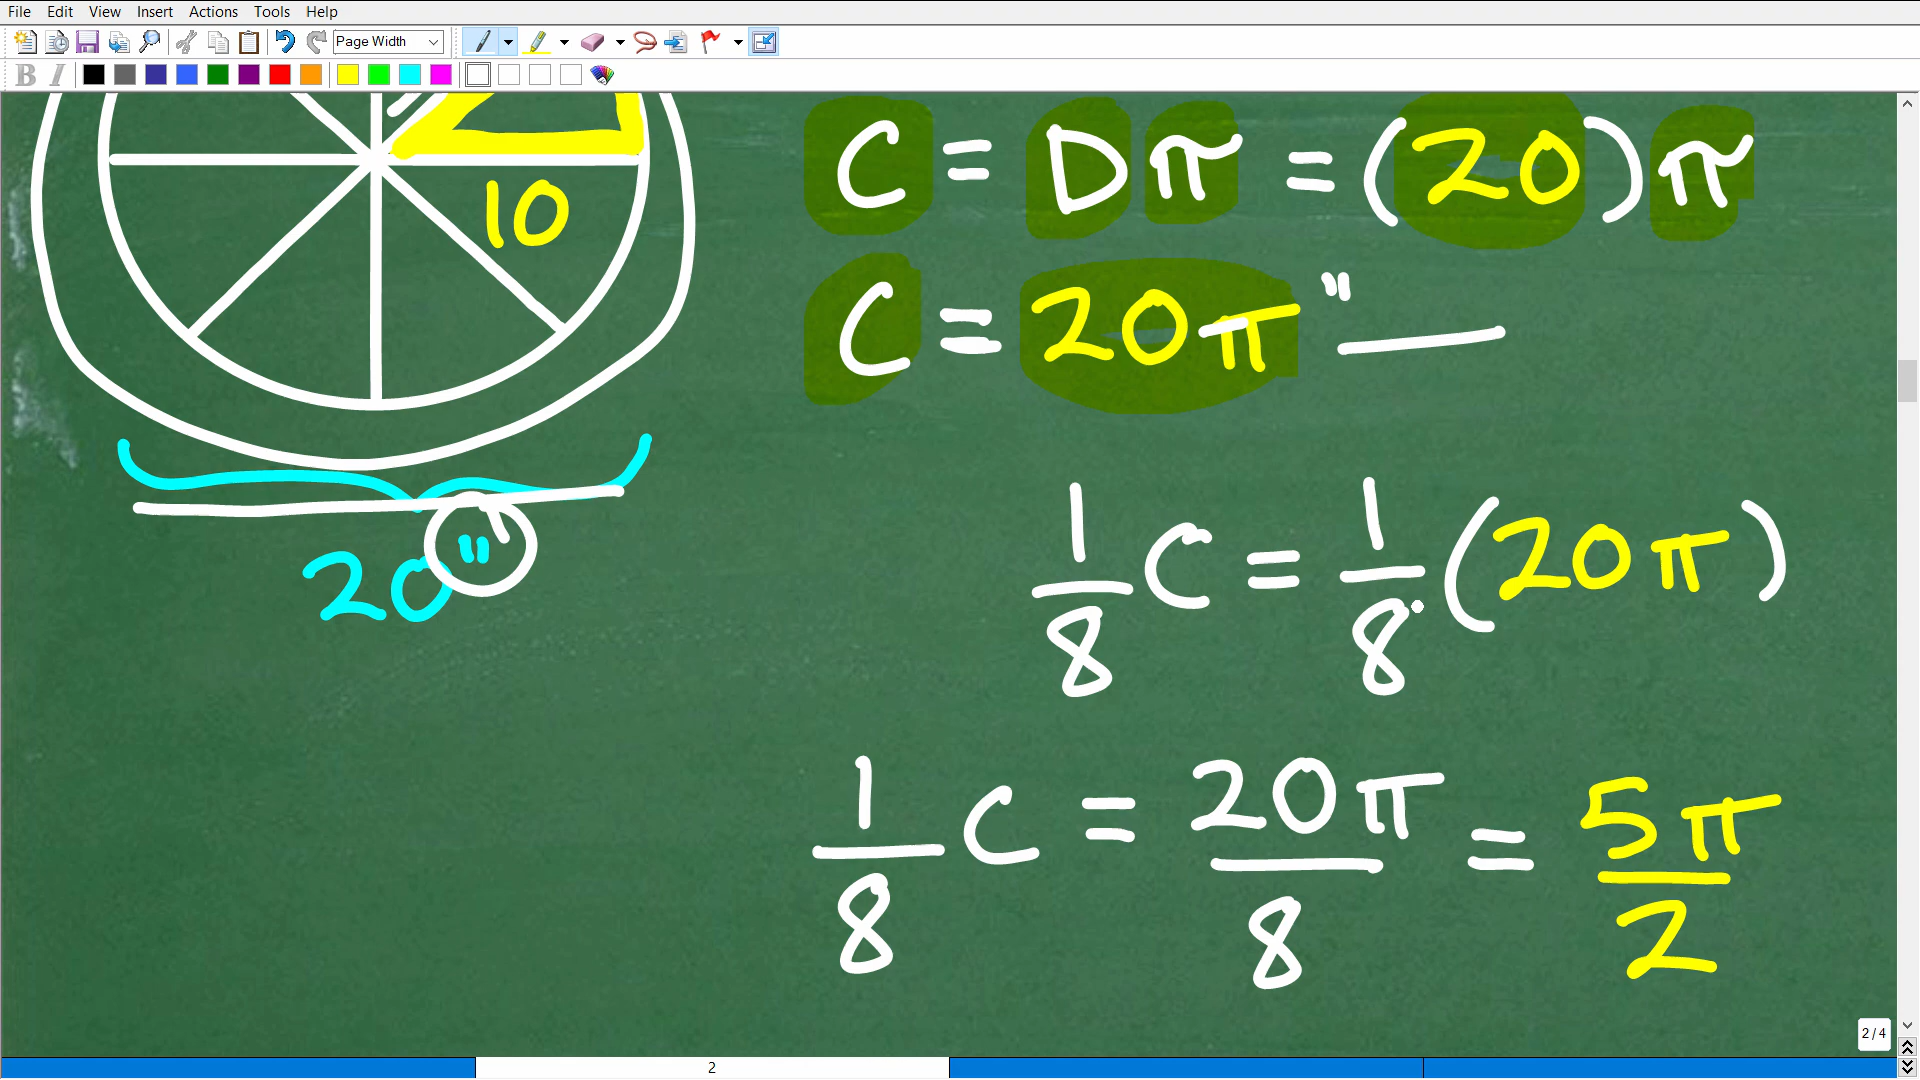 File Edit View Insert Actions Tools Help
Page Width
B I
10
20"
C = Dπ = (20)π
C = 20π"
1/8 C = 1/8 (20π)
1/8 C = 20π/8 = 5π/2
2 / 4
2